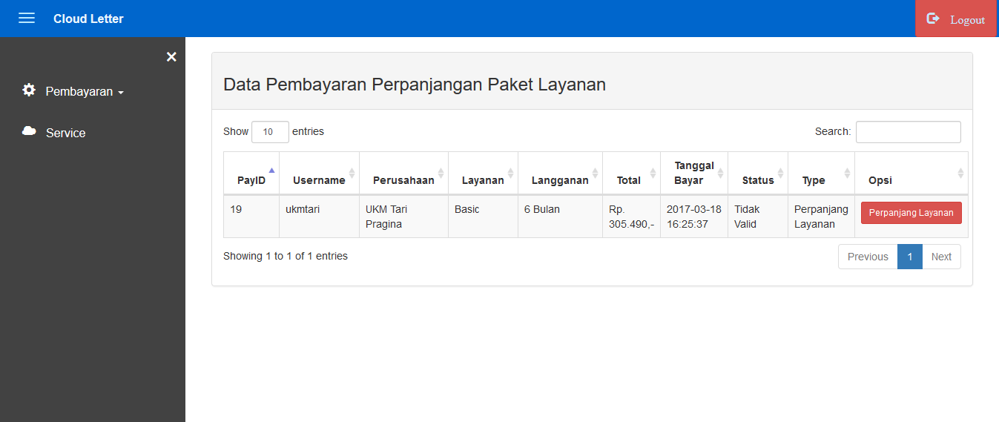 Cloud Letter
Logout
Pembayaran
Service
Data Pembayaran Perpanjangan Paket Layanan
Show 10 entries
Search:
PayID Username Perusahaan Layanan Langganan Total Tanggal Bayar Status Type Opsi
19 ukmtari UKM Tari Pragina Basic 6 Bulan Rp. 305.490,- 2017-03-18 16:25:37 Tidak Valid Perpanjang Layanan Perpanjang Layanan
Showing 1 to 1 of 1 entries
Previous 1 Next